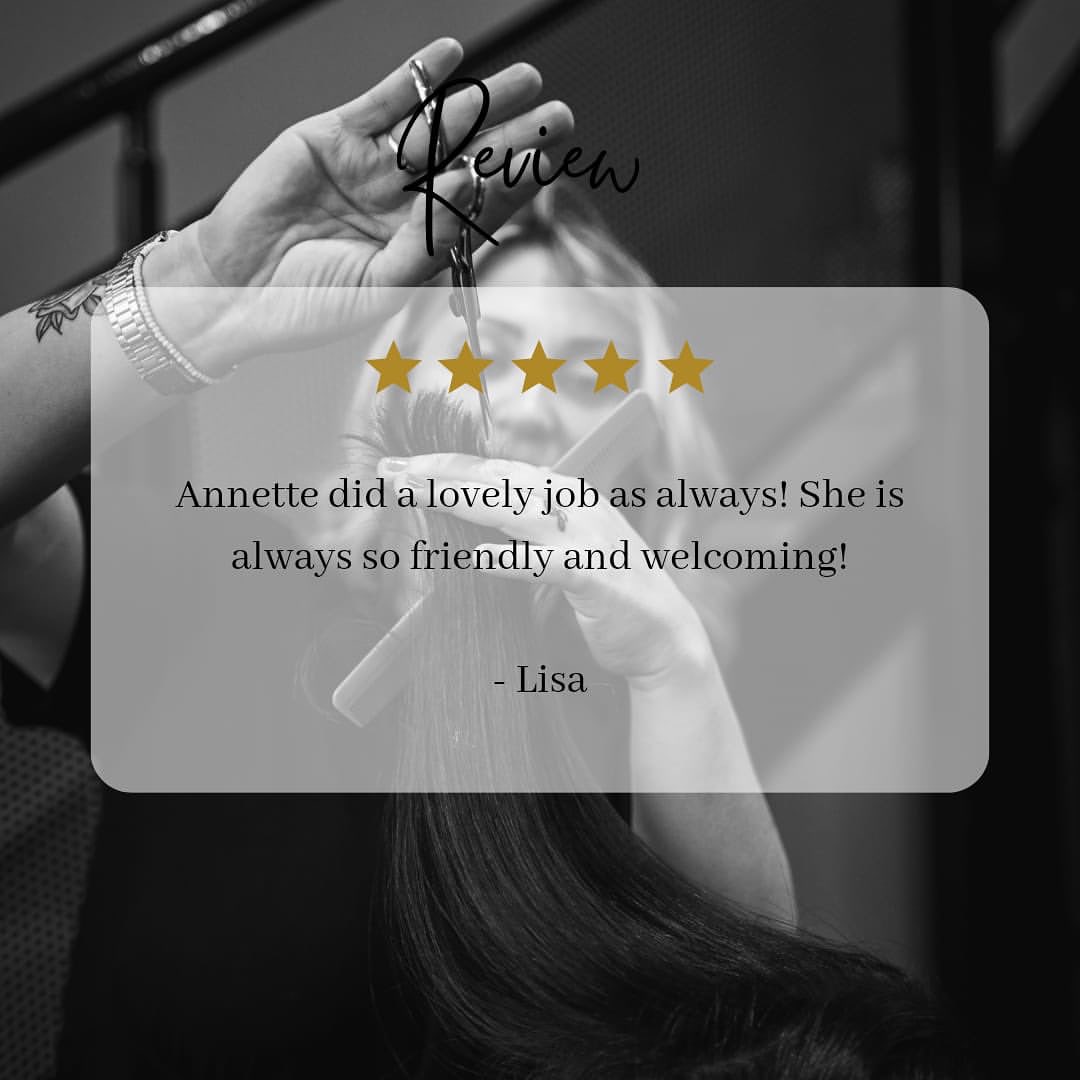 Review
Annette did a lovely job as always! She is
always so friendly and welcoming!
- Lisa